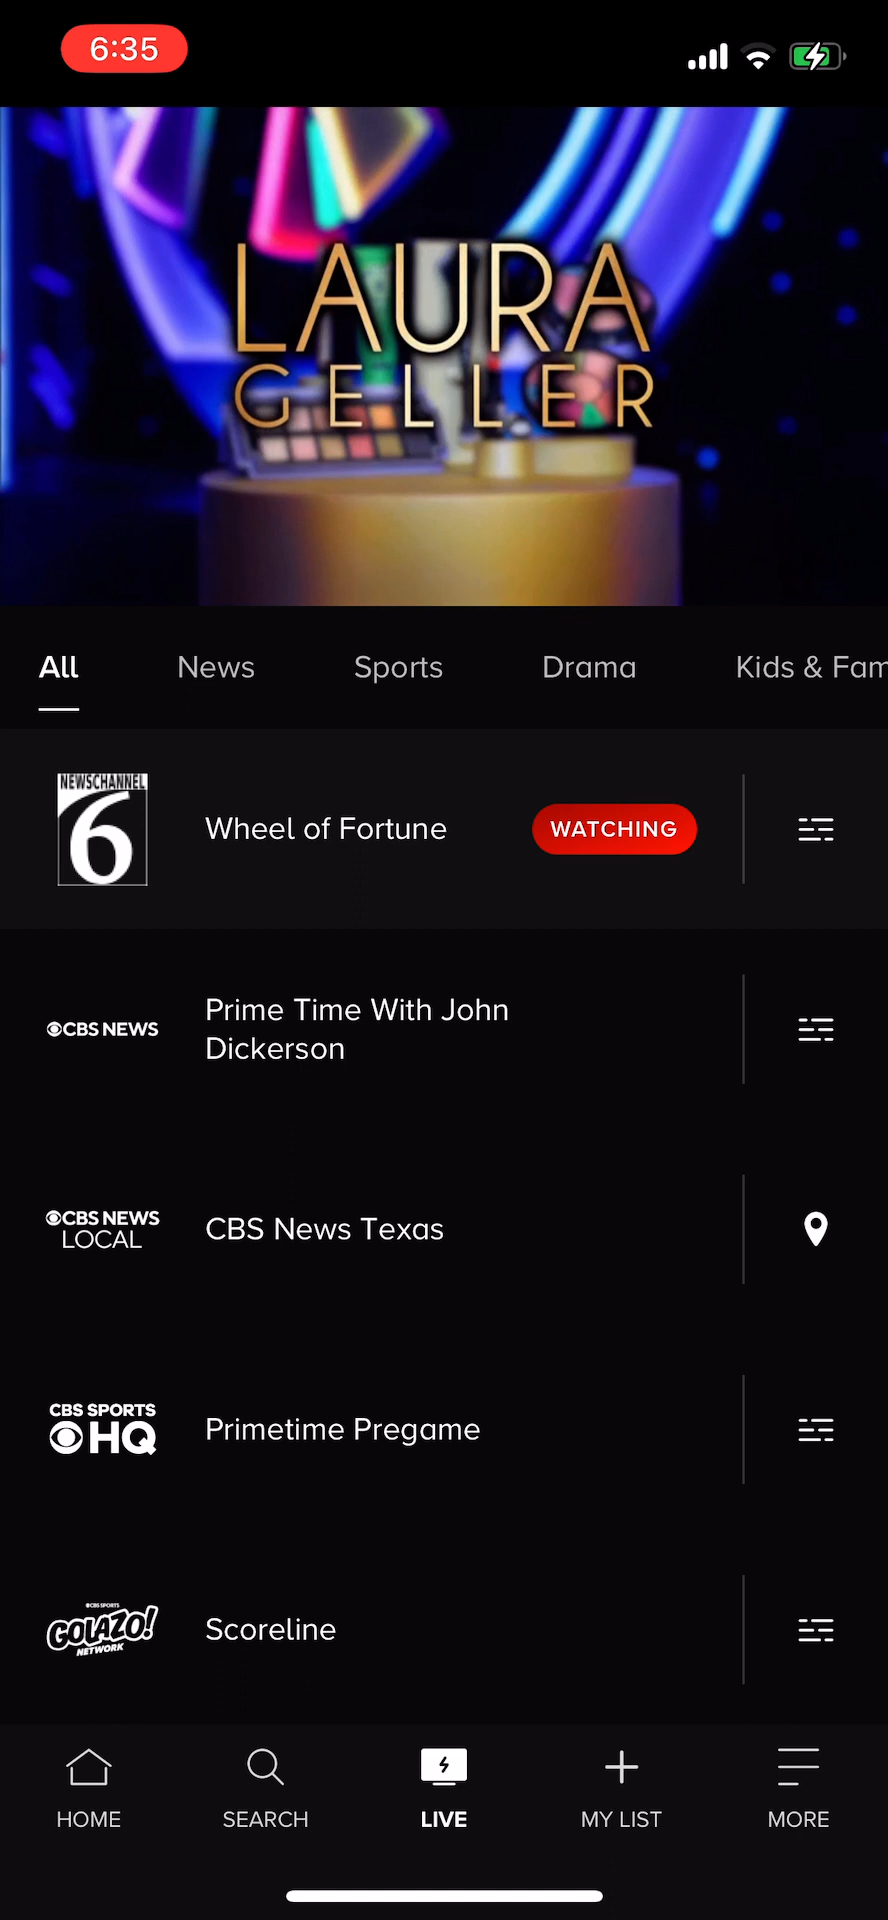 6:35
LAURA
GELLER
All News Sports Drama Kids & Fam
NEWSCHANNEL
6
Wheel of Fortune WATCHING
CBS NEWS
Prime Time With John
Dickerson
CBS NEWS
LOCAL
CBS News Texas
CBS SPORTS
HQ
Primetime Pregame
CBS SPORTS
GOLAZO!
NETWORK
Scoreline
HOME SEARCH LIVE MY LIST MORE